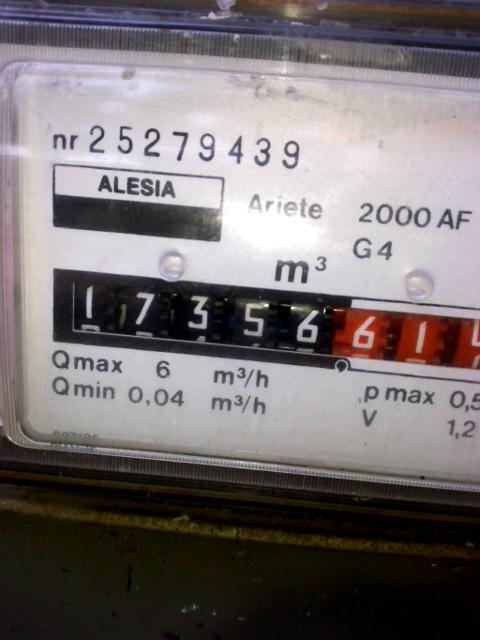 nr 25279439
ALESIA
Ariete 2000 AF
G4
m³
17356 61
Qmax 6 m³/h
Qmin 0,04 m³/h
p max 0,5
V 1,2